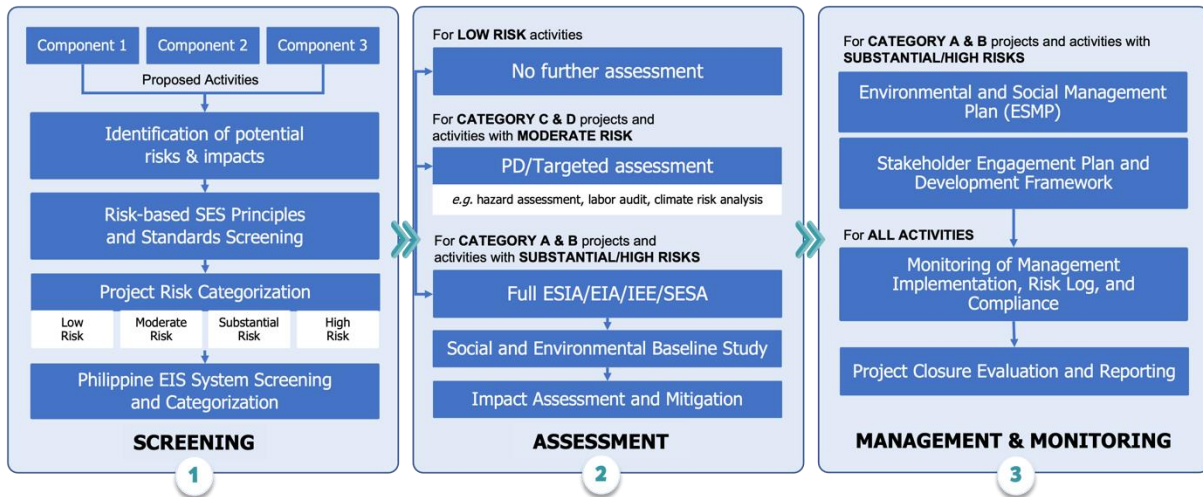 Component 1
Component 2
Component 3
Proposed Activities
Identification of potential
risks & impacts
Risk-based SES Principles
and Standards Screening
Project Risk Categorization
Low
Risk
Moderate
Risk
Substantial
Risk
High
Risk
Philippine EIS System Screening
and Categorization
SCREENING
1
For LOW RISK activities
No further assessment
For CATEGORY C & D projects and
activities with MODERATE RISK
PD/Targeted assessment
e.g. hazard assessment, labor audit, climate risk analysis
For CATEGORY A & B projects and
activities with SUBSTANTIAL/HIGH RISKS
Full ESIA/EIA/IEE/SESA
Social and Environmental Baseline Study
Impact Assessment and Mitigation
ASSESSMENT
2
For CATEGORY A & B projects and activities with
SUBSTANTIAL/HIGH RISKS
Environmental and Social Management
Plan (ESMP)
Stakeholder Engagement Plan and
Development Framework
For ALL ACTIVITIES
Monitoring of Management
Implementation, Risk Log, and
Compliance
Project Closure Evaluation and Reporting
MANAGEMENT & MONITORING
3